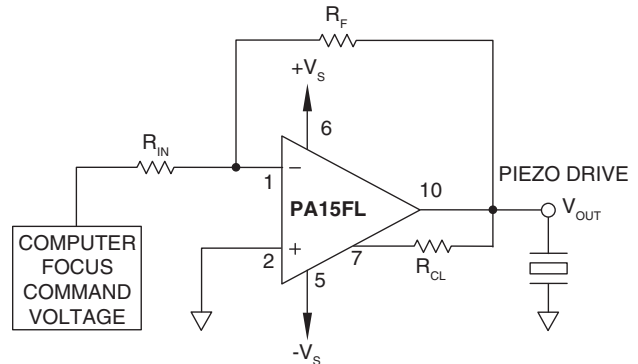 R_F
+V_S
6
R_IN
1
−
PA15FL
10
PIEZO DRIVE
V_OUT
COMPUTER
FOCUS
COMMAND
VOLTAGE
2
+
7
R_CL
5
-V_S